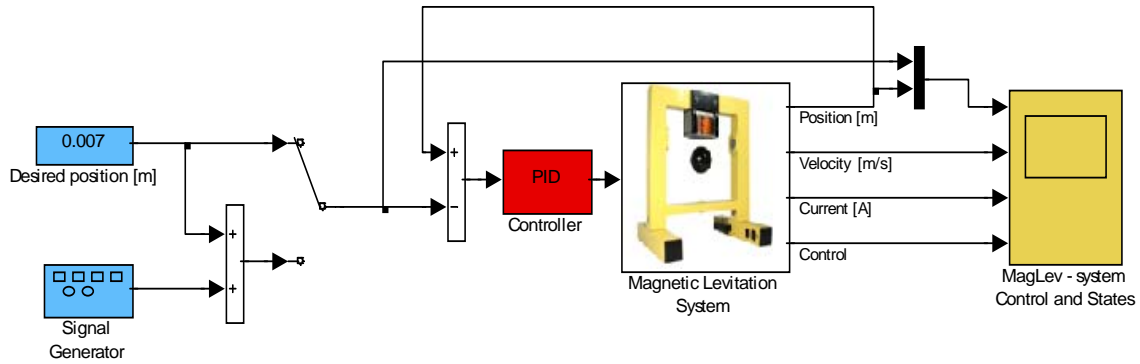 0.007
Desired position [m]
Signal
Generator
+
+
+
−
PID
Controller
Magnetic Levitation
System
Position [m]
Velocity [m/s]
Current [A]
Control
MagLev - system
Control and States